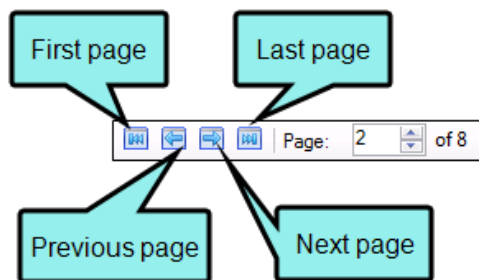 First page
Last page
Page: 2 of 8
Previous page
Next page